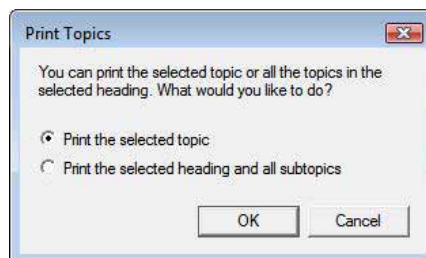 Print Topics
You can print the selected topic or all the topics in the
selected heading. What would you like to do?
Print the selected topic
Print the selected heading and all subtopics
OK Cancel